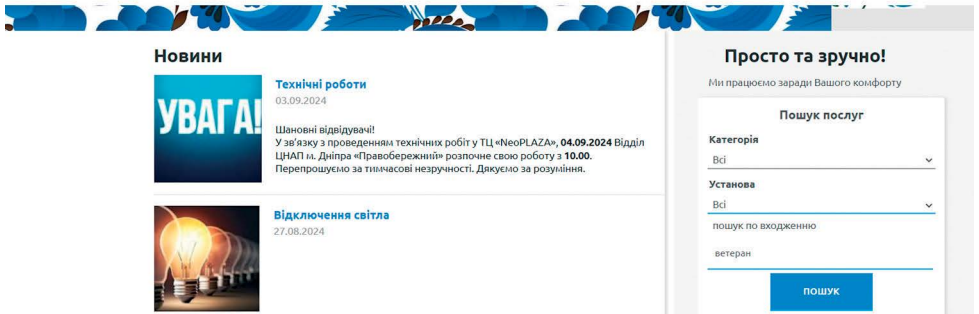 Новини
УВАГА!
Технічні роботи
03.09.2024
Шановні відвідувачі!
У зв’язку з проведенням технічних робіт у ТЦ «NeoPLAZA», 04.09.2024 Відділ
ЦНАП м. Дніпра «Правобережний» розпочне свою роботу з 10.00.
Перепрошуємо за тимчасові незручності. Дякуємо за розуміння.
Відключення світла
27.08.2024
Просто та зручно!
Ми працюємо заради Вашого комфорту
Пошук послуг
Категорія
Всі
Установа
Всі
пошук по входженню
ветеран
ПОШУК